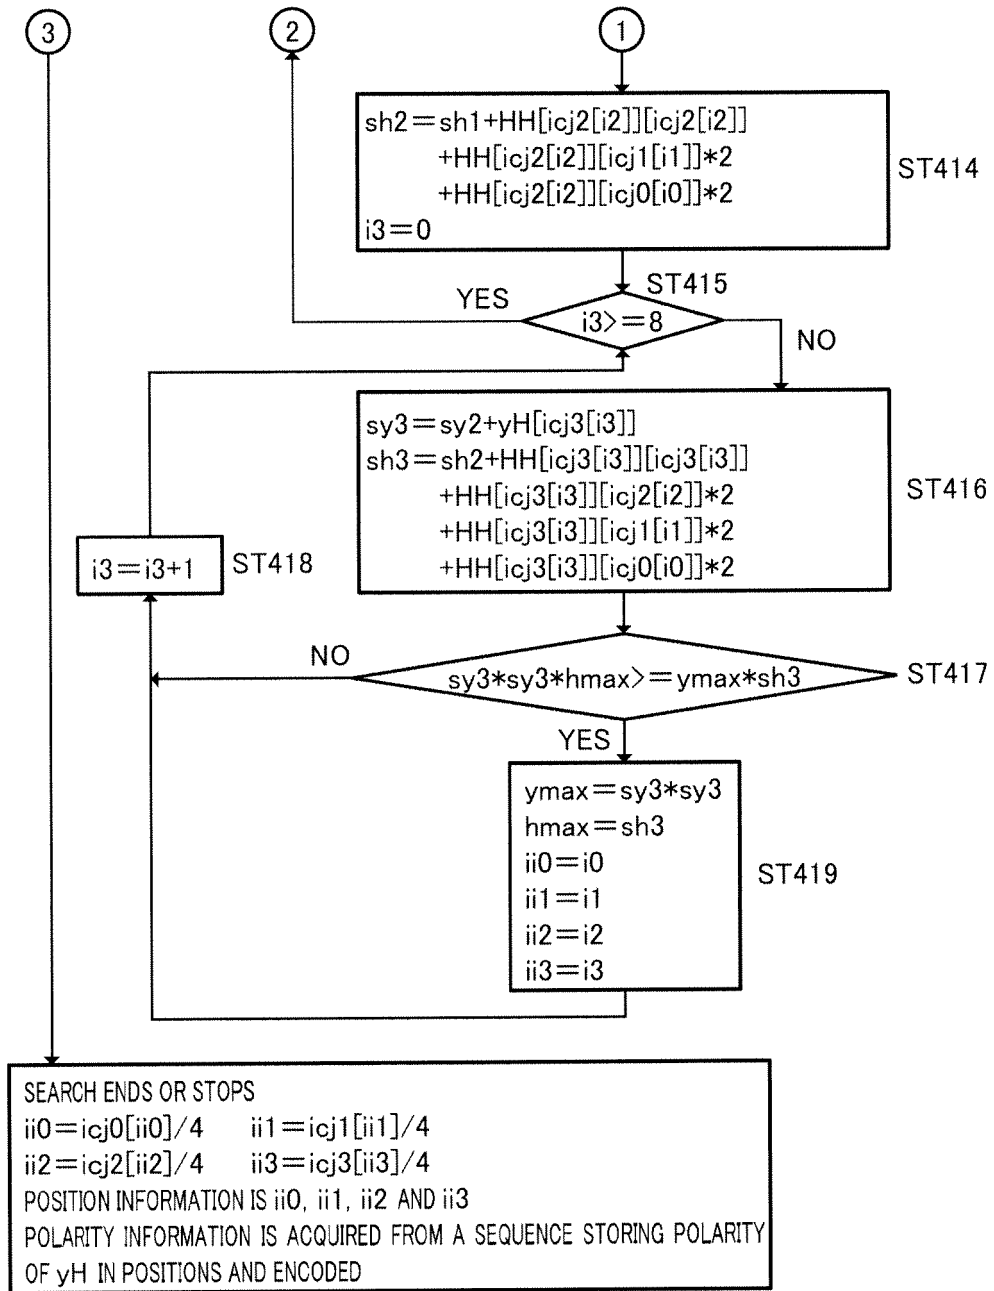 3
2
1
sh2=sh1+HH[icj2[i2]][icj2[i2]]
+HH[icj2[i2]][icj1[i1]]*2
+HH[icj2[i2]][icj0[i0]]*2
i3=0
ST414
ST415
YES
i3>=8
NO
sy3=sy2+yH[icj3[i3]]
sh3=sh2+HH[icj3[i3]][icj3[i3]]
+HH[icj3[i3]][icj2[i2]]*2
+HH[icj3[i3]][icj1[i1]]*2
+HH[icj3[i3]][icj0[i0]]*2
ST416
i3=i3+1
ST418
NO
sy3*sy3*hmax>=ymax*sh3
ST417
YES
ymax=sy3*sy3
hmax=sh3
ii0=i0
ii1=i1
ii2=i2
ii3=i3
ST419
SEARCH ENDS OR STOPS
ii0=icj0[ii0]/4 ii1=icj1[ii1]/4
ii2=icj2[ii2]/4 ii3=icj3[ii3]/4
POSITION INFORMATION IS ii0, ii1, ii2 AND ii3
POLARITY INFORMATION IS ACQUIRED FROM A SEQUENCE STORING POLARITY
OF yH IN POSITIONS AND ENCODED